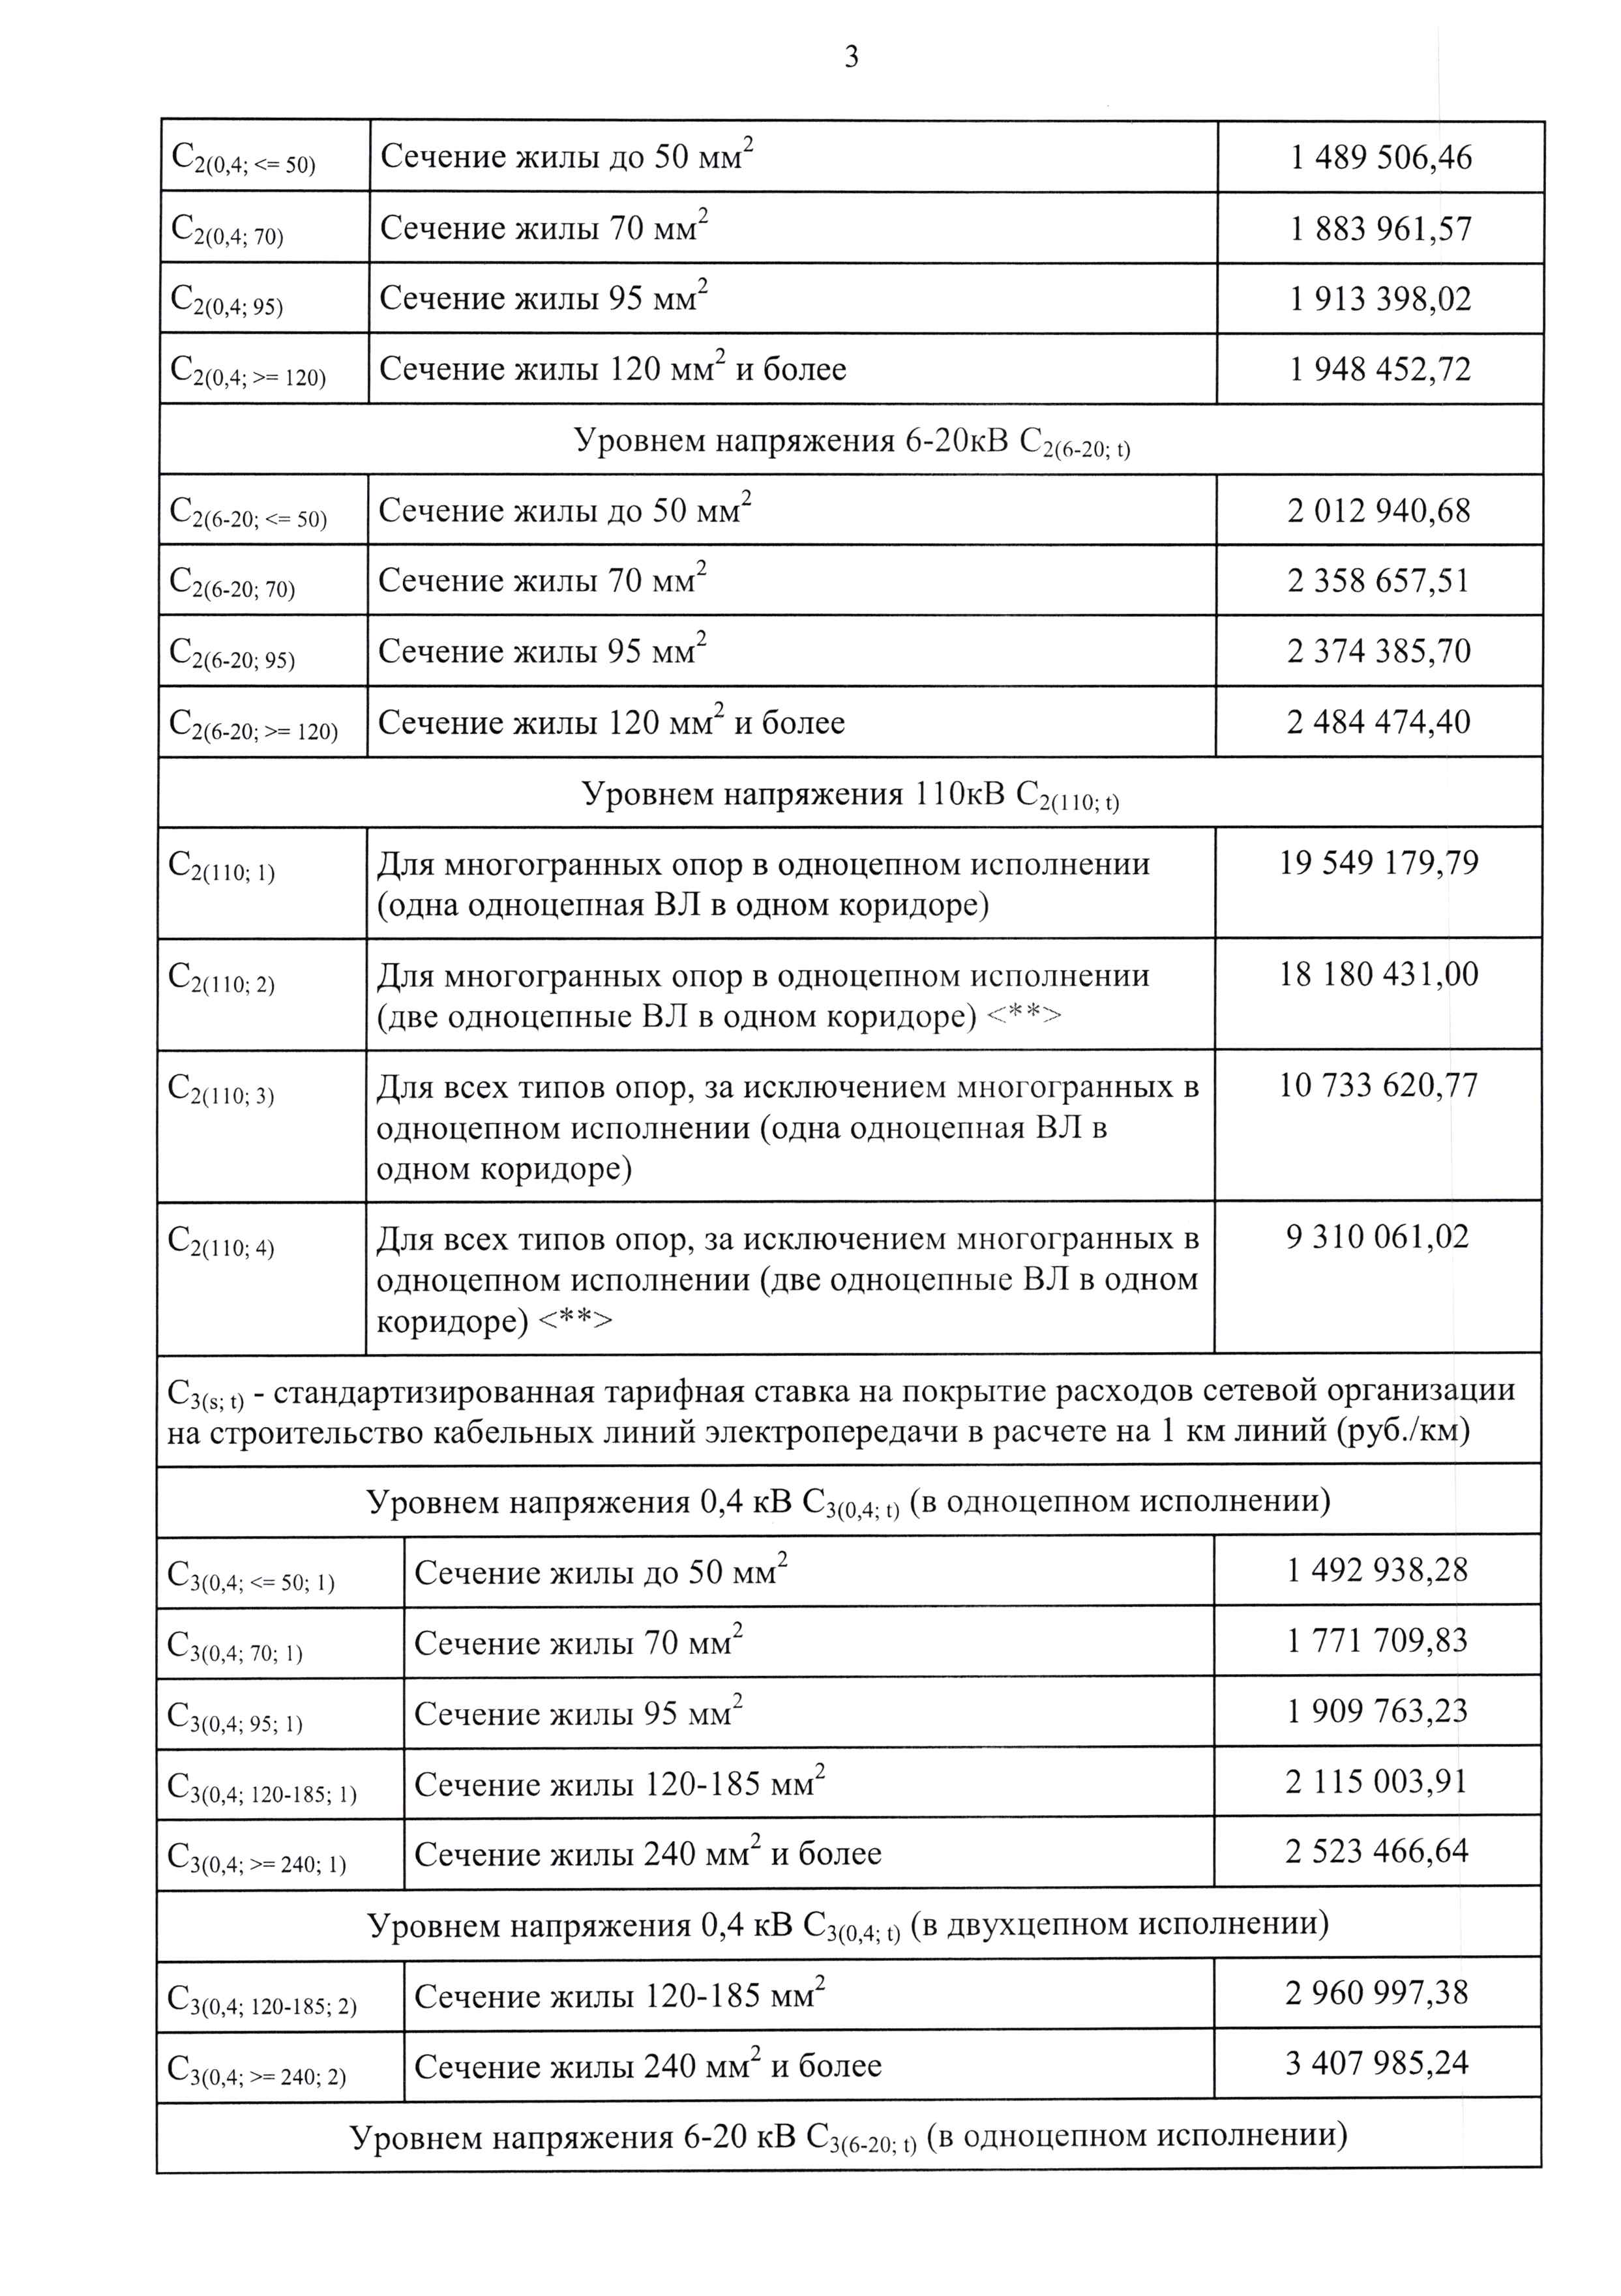 3
C2(0,4; <= 50) Сечение жилы до 50 мм2 1 489 506,46
C2(0,4; 70) Сечение жилы 70 мм2 1 883 961,57
C2(0,4; 95) Сечение жилы 95 мм2 1 913 398,02
C2(0,4; >= 120) Сечение жилы 120 мм2 и более 1 948 452,72
Уровнем напряжения 6-20кВ C2(6-20; t)
C2(6-20; <= 50) Сечение жилы до 50 мм2 2 012 940,68
C2(6-20; 70) Сечение жилы 70 мм2 2 358 657,51
C2(6-20; 95) Сечение жилы 95 мм2 2 374 385,70
C2(6-20; >= 120) Сечение жилы 120 мм2 и более 2 484 474,40
Уровнем напряжения 110кВ C2(110; t)
C2(110; 1) Для многогранных опор в одноцепном исполнении 19 549 179,79
(одна одноцепная ВЛ в одном коридоре)
C2(110; 2) Для многогранных опор в одноцепном исполнении 18 180 431,00
(две одноцепные ВЛ в одном коридоре) <**>
C2(110; 3) Для всех типов опор, за исключением многогранных в 10 733 620,77
одноцепном исполнении (одна одноцепная ВЛ в
одном коридоре)
C2(110; 4) Для всех типов опор, за исключением многогранных в 9 310 061,02
одноцепном исполнении (две одноцепные ВЛ в одном
коридоре) <**>
C3(s; t) - стандартизированная тарифная ставка на покрытие расходов сетевой организации
на строительство кабельных линий электропередачи в расчете на 1 км линий (руб./км)
Уровнем напряжения 0,4 кВ C3(0,4; t) (в одноцепном исполнении)
C3(0,4; <= 50; 1) Сечение жилы до 50 мм2 1 492 938,28
C3(0,4; 70; 1) Сечение жилы 70 мм2 1 771 709,83
C3(0,4; 95; 1) Сечение жилы 95 мм2 1 909 763,23
C3(0,4; 120-185; 1) Сечение жилы 120-185 мм2 2 115 003,91
C3(0,4; >= 240; 1) Сечение жилы 240 мм2 и более 2 523 466,64
Уровнем напряжения 0,4 кВ C3(0,4; t) (в двухцепном исполнении)
C3(0,4; 120-185; 2) Сечение жилы 120-185 мм2 2 960 997,38
C3(0,4; >= 240; 2) Сечение жилы 240 мм2 и более 3 407 985,24
Уровнем напряжения 6-20 кВ C3(6-20; t) (в одноцепном исполнении)